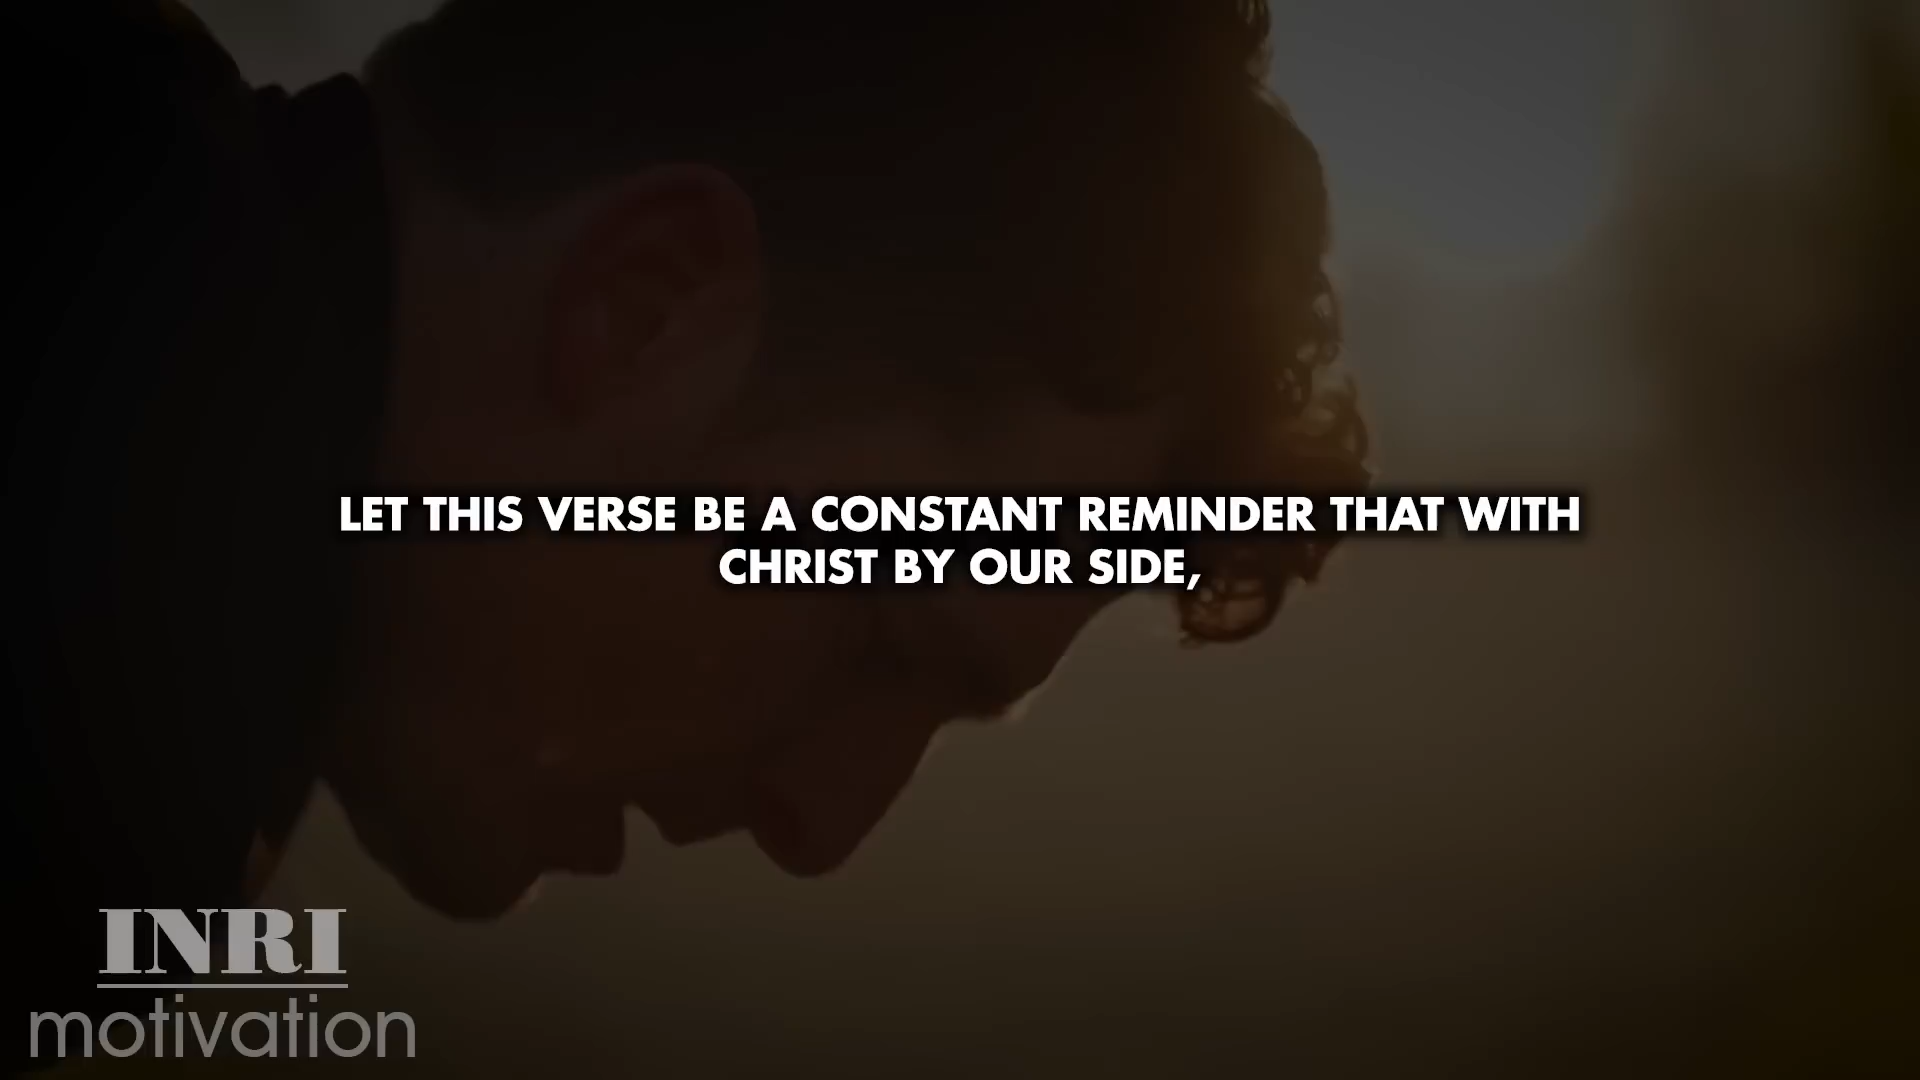 LET THIS VERSE BE A CONSTANT REMINDER THAT WITH
CHRIST BY OUR SIDE,
INRI
motivation